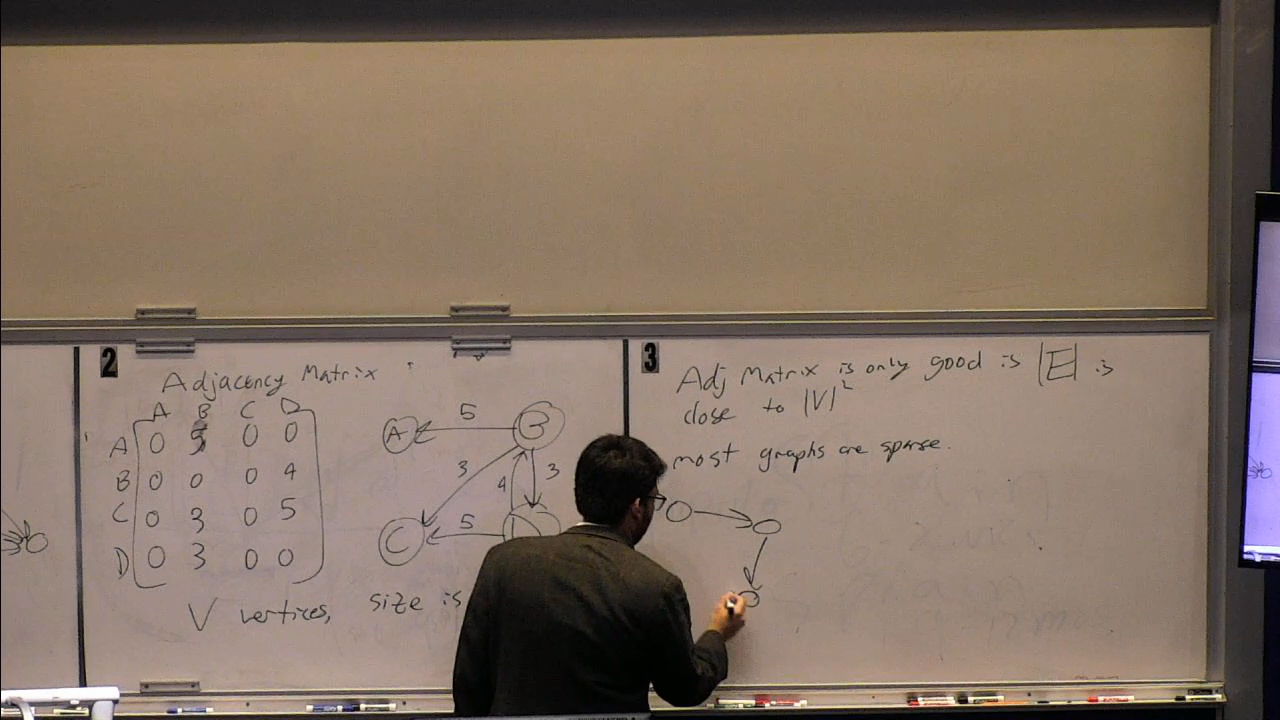 2
Adjacency Matrix
A B C D
A 0 5 0 0
B 0 0 0 4
C 0 3 0 5
D 0 3 0 0
V vertices, size is
A 5 B
3 4 3
C 5 D
3
Adj Matrix is only good is |E| is
close to |V|²
most graphs are sparse.